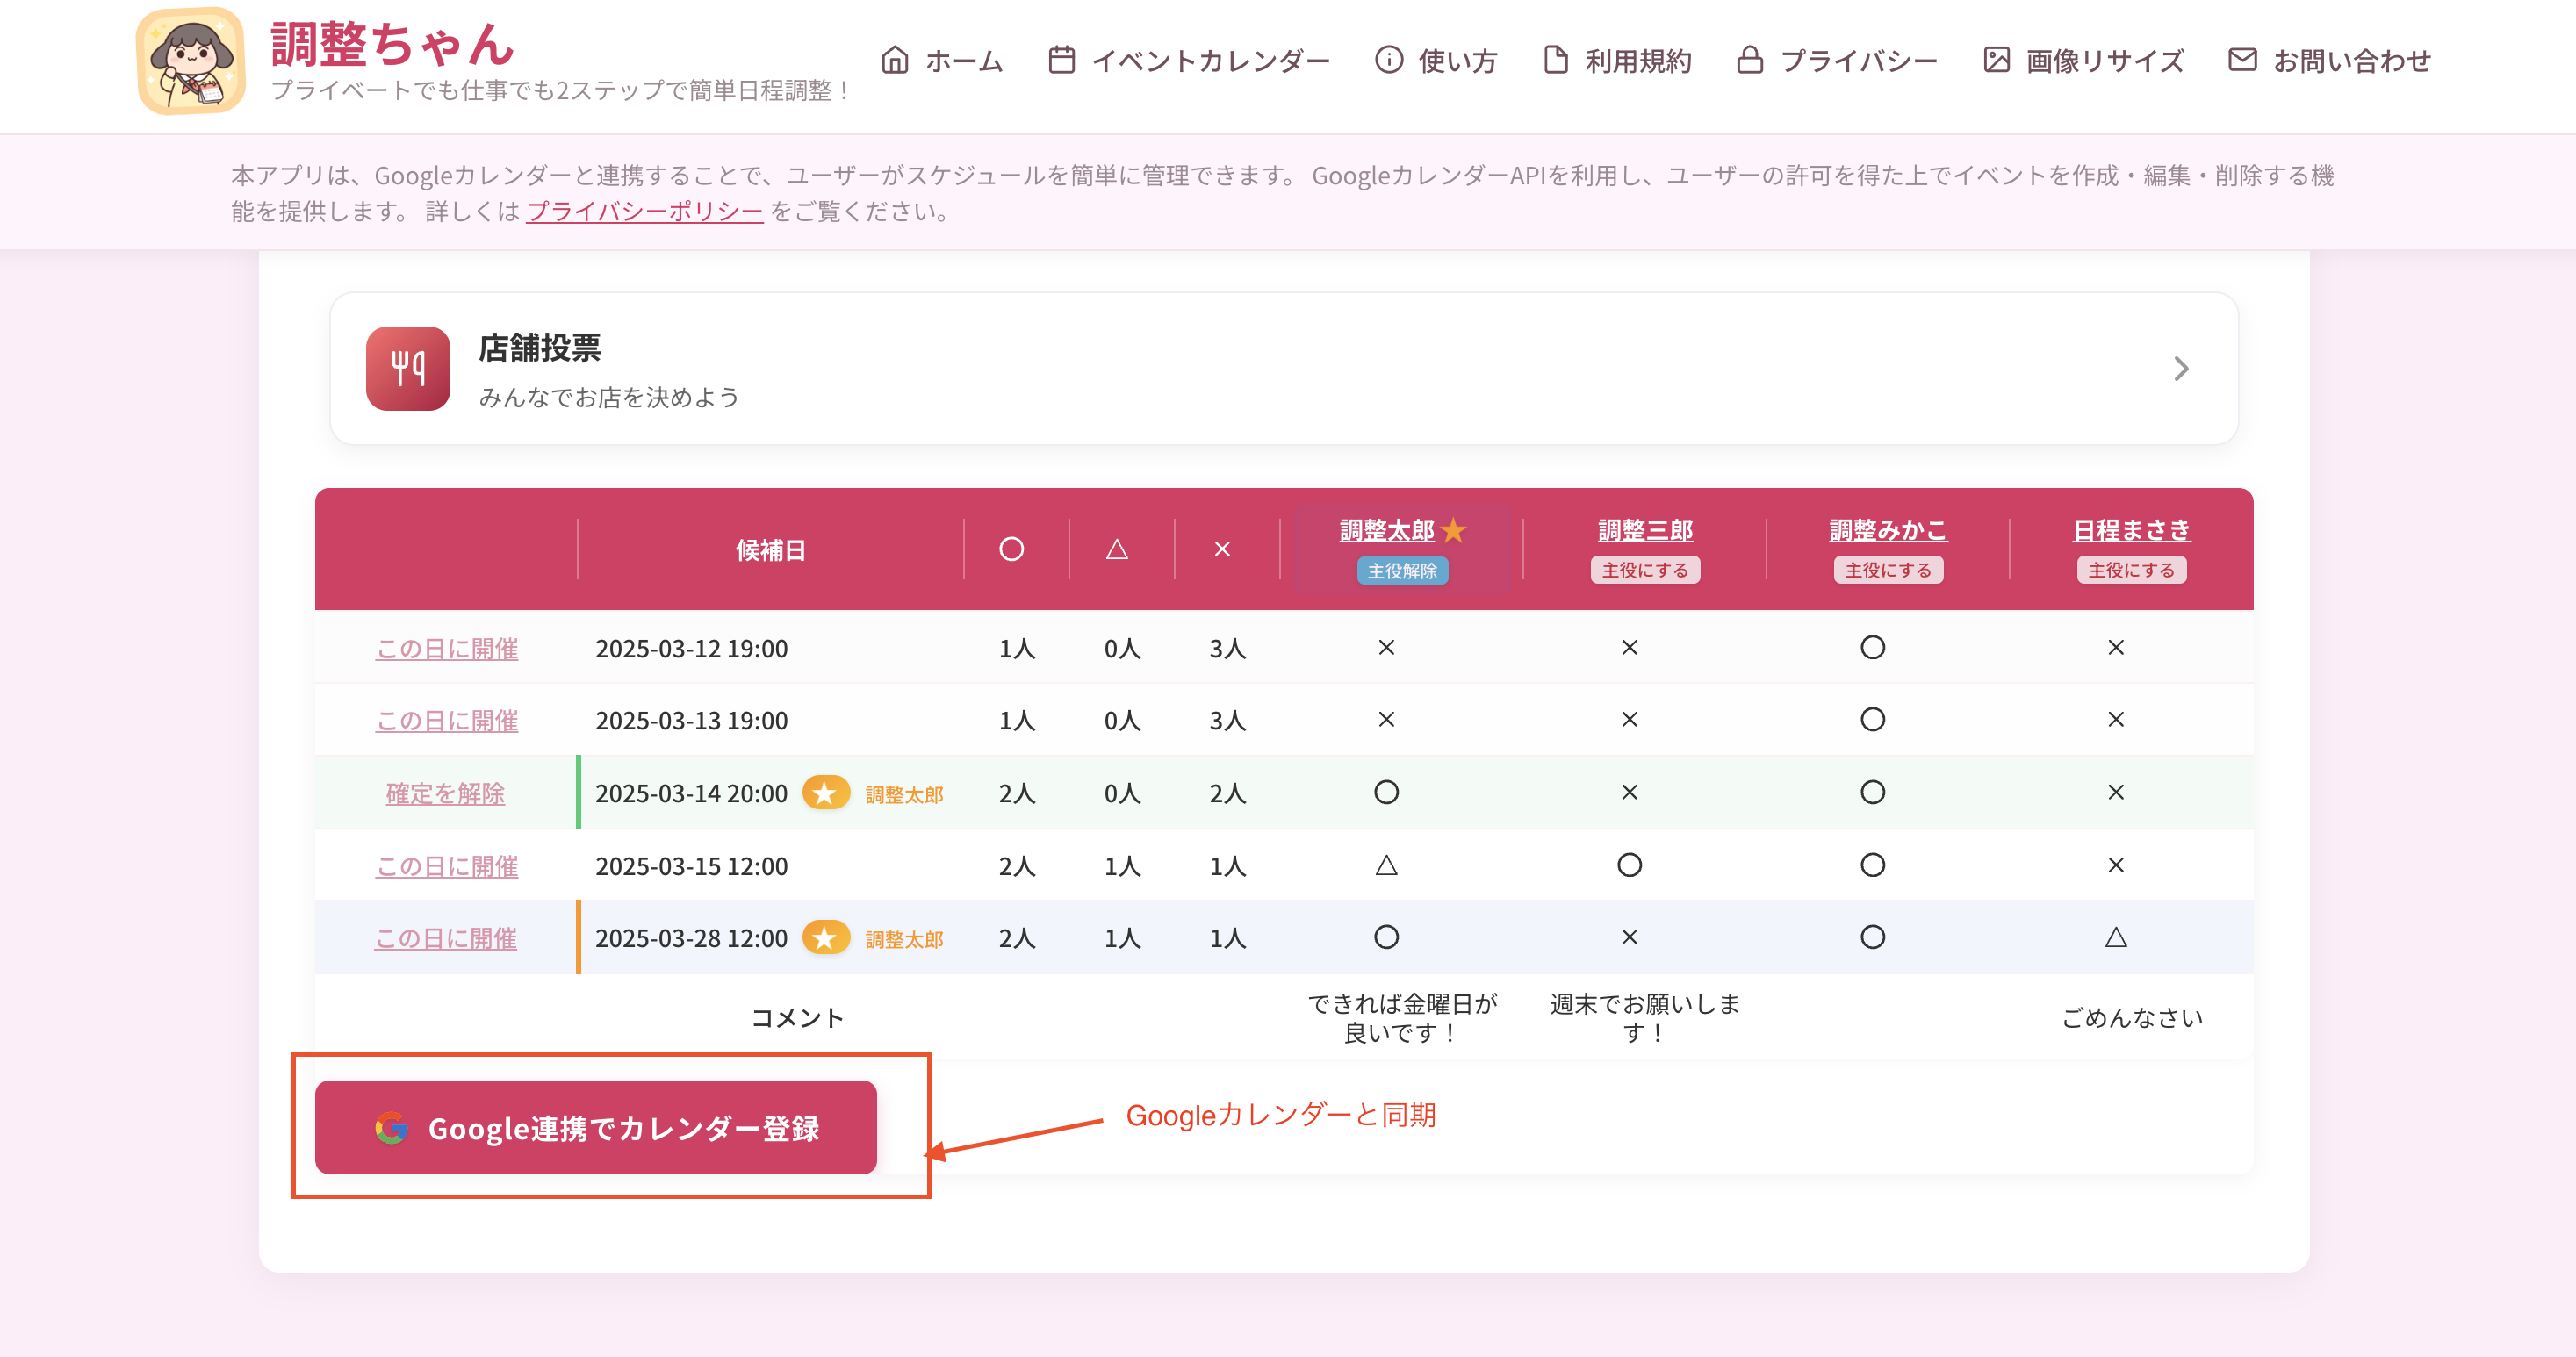 調整ちゃん
プライベートでも仕事でも2ステップで簡単日程調整！
ホーム イベントカレンダー 使い方 利用規約 プライバシー 画像リサイズ お問い合わせ
本アプリは、Googleカレンダーと連携することで、ユーザーがスケジュールを簡単に管理できます。 GoogleカレンダーAPIを利用し、ユーザーの許可を得た上でイベントを作成・編集・削除する機
能を提供します。 詳しくは プライバシーポリシー をご覧ください。
店舗投票
みんなでお店を決めよう
候補日 ○ △ × 調整太郎★ 調整三郎 調整みかこ 日程まさき
主役解除 主役にする 主役にする 主役にする
この日に開催 2025-03-12 19:00 1人 0人 3人 × × ○ ×
この日に開催 2025-03-13 19:00 1人 0人 3人 × × ○ ×
確定を解除 2025-03-14 20:00 ★ 調整太郎 2人 0人 2人 ○ × ○ ×
この日に開催 2025-03-15 12:00 2人 1人 1人 △ ○ ○ ×
この日に開催 2025-03-28 12:00 ★ 調整太郎 2人 1人 1人 ○ × ○ △
コメント できれば金曜日が 週末でお願いしま ごめんなさい
良いです！ す！
Google連携でカレンダー登録
Googleカレンダーと同期